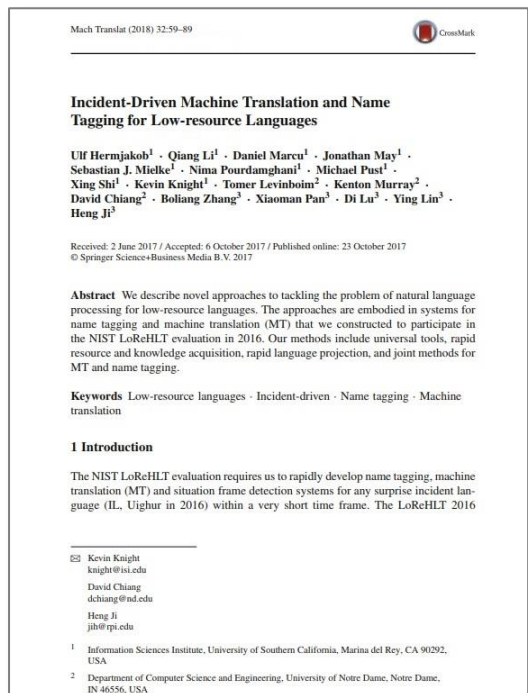 Mach Translat (2018) 32:59–89
CrossMark
Incident-Driven Machine Translation and Name
Tagging for Low-resource Languages
Ulf Hermjakob1 · Qiang Li1 · Daniel Marcu1 · Jonathan May1 ·
Sebastian J. Mielke1 · Nima Pourdamghani1 · Michael Pust1 ·
Xing Shi1 · Kevin Knight1 · Tomer Levinboim2 · Kenton Murray2 ·
David Chiang2 · Boliang Zhang3 · Xiaoman Pan3 · Di Lu3 · Ying Lin3 ·
Heng Ji3
Received: 2 June 2017 / Accepted: 6 October 2017 / Published online: 23 October 2017
© Springer Science+Business Media B.V. 2017
Abstract We describe novel approaches to tackling the problem of natural language
processing for low-resource languages. The approaches are embodied in systems for
name tagging and machine translation (MT) that we constructed to participate in
the NIST LoReHLT evaluation in 2016. Our methods include universal tools, rapid
resource and knowledge acquisition, rapid language projection, and joint methods for
MT and name tagging.
Keywords Low-resource languages · Incident-driven · Name tagging · Machine
translation
1 Introduction
The NIST LoReHLT evaluation requires us to rapidly develop name tagging, machine
translation (MT) and situation frame detection systems for any surprise incident lan-
guage (IL, Uighur in 2016) within a very short time frame. The LoReHLT 2016
✉ Kevin Knight
knight@isi.edu
David Chiang
dchiang@nd.edu
Heng Ji
jih@rpi.edu
1 Information Sciences Institute, University of Southern California, Marina del Rey, CA 90292,
USA
2 Department of Computer Science and Engineering, University of Notre Dame, Notre Dame,
IN 46556, USA